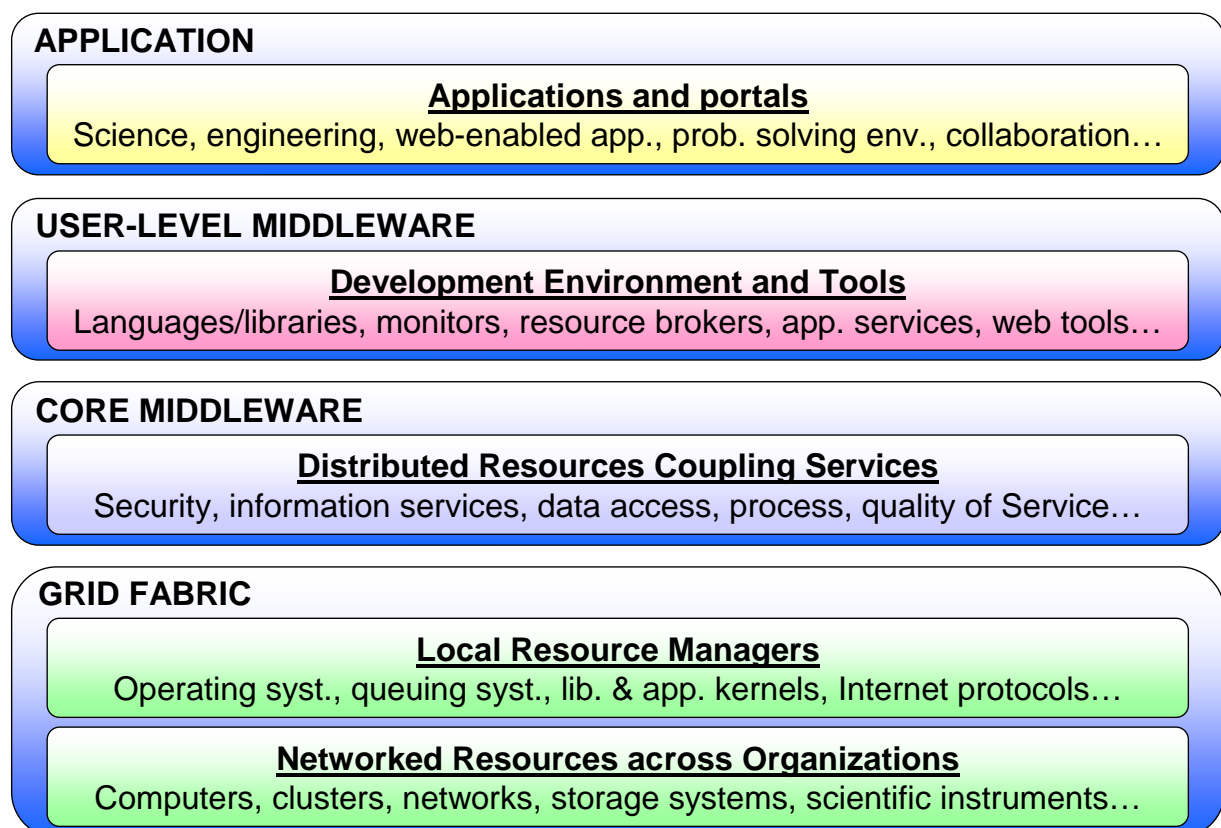 APPLICATION
Applications and portals
Science, engineering, web-enabled app., prob. solving env., collaboration…
USER-LEVEL MIDDLEWARE
Development Environment and Tools
Languages/libraries, monitors, resource brokers, app. services, web tools…
CORE MIDDLEWARE
Distributed Resources Coupling Services
Security, information services, data access, process, quality of Service…
GRID FABRIC
Local Resource Managers
Operating syst., queuing syst., lib. & app. kernels, Internet protocols…
Networked Resources across Organizations
Computers, clusters, networks, storage systems, scientific instruments…